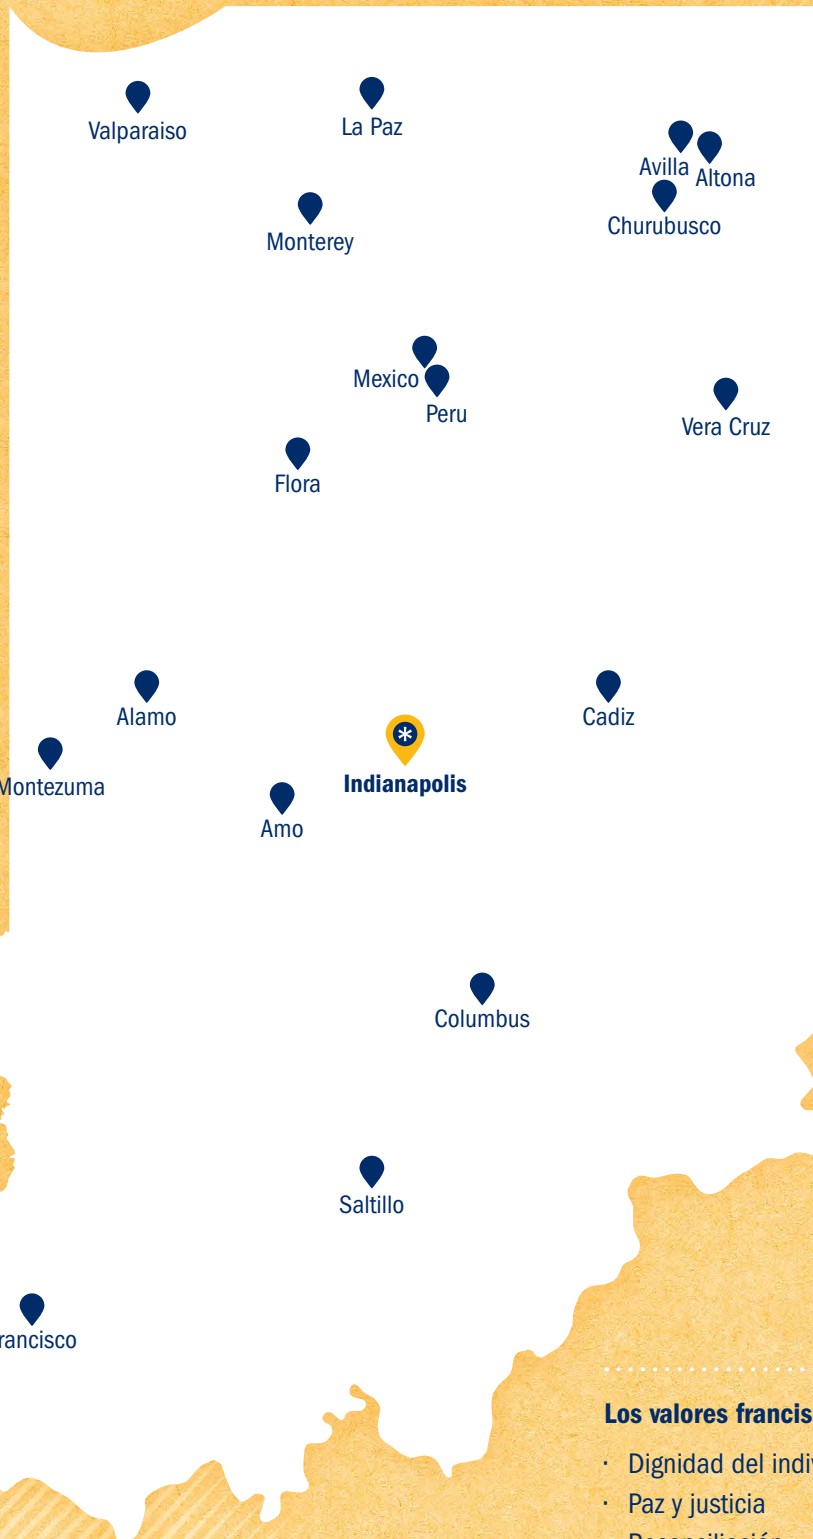 Valparaiso
La Paz
Avilla
Altona
Churubusco
Monterey
Mexico
Peru
Vera Cruz
Flora
Alamo
Cadiz
*
Indianapolis
Montezuma
Amo
Columbus
Saltillo
rancisco
Los valores francis
· Dignidad del indiv
· Paz y justicia